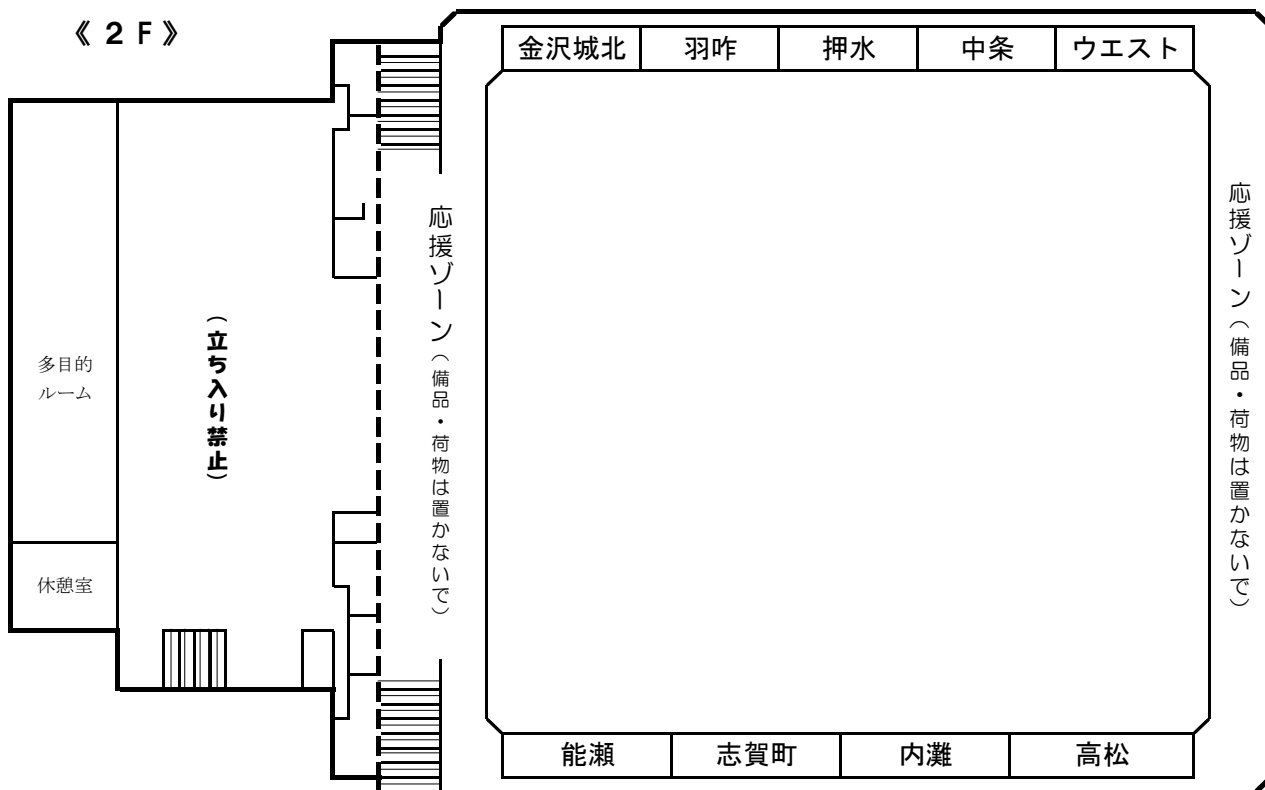 《２Ｆ》
金沢城北
羽咋
押水
中条
ウエスト
多目的
ルーム
休憩室
（立ち入り禁止）
応援ゾーン（備品・荷物は置かないで）
応援ゾーン（備品・荷物は置かないで）
能瀬
志賀町
内灘
高松